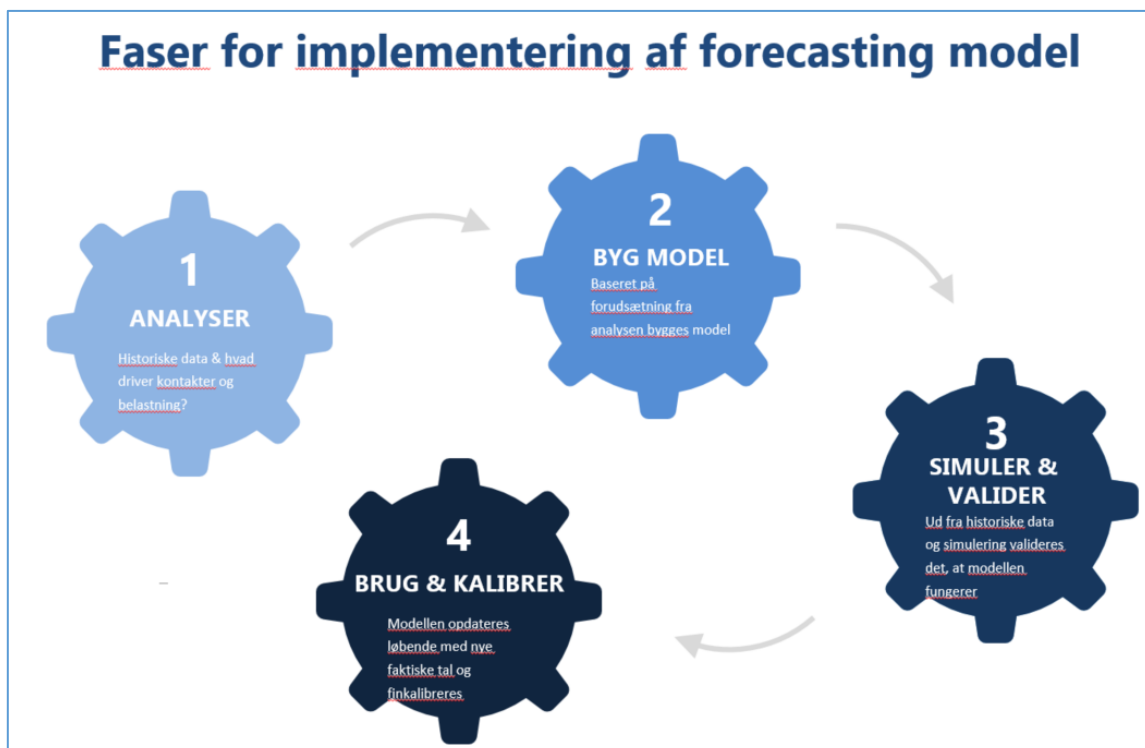 Faser for implementering af forecasting model
1
ANALYSER
Historiske data & hvad
driver kontakter og
belastning?
2
BYG MODEL
Baseret på
forudsætning fra
analysen bygges model
3
SIMULER &
VALIDER
Ud fra historiske data
og simulering valideres
det, at modellen
fungerer
4
BRUG & KALIBRER
Modellen opdateres
løbende med nye
faktiske tal og
finkalibreres